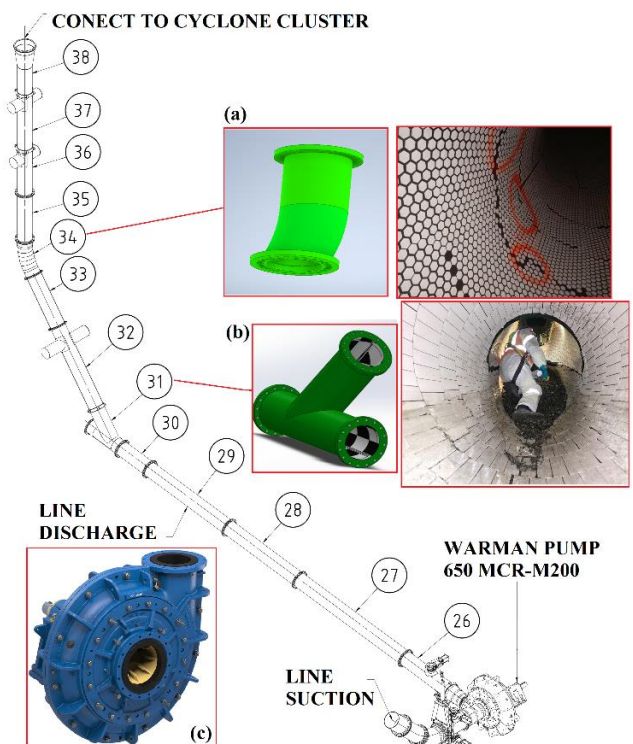 CONECT TO CYCLONE CLUSTER
38
(a)
37
36
35
34
33
(b)
32
31
30
29
LINE
DISCHARGE
28
WARMAN PUMP
650 MCR-M200
27
26
LINE
SUCTION
(c)